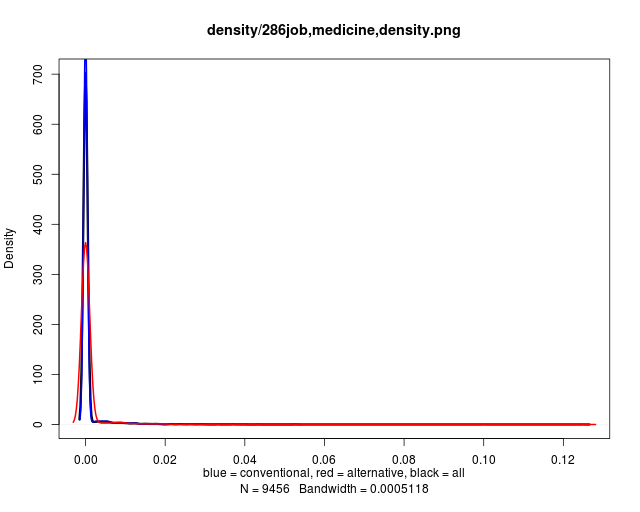 density/286job,medicine,density.png
Density
700
600
500
400
300
200
100
0
0.00 0.02 0.04 0.06 0.08 0.10 0.12
blue = conventional, red = alternative, black = all
N = 9456 Bandwidth = 0.0005118